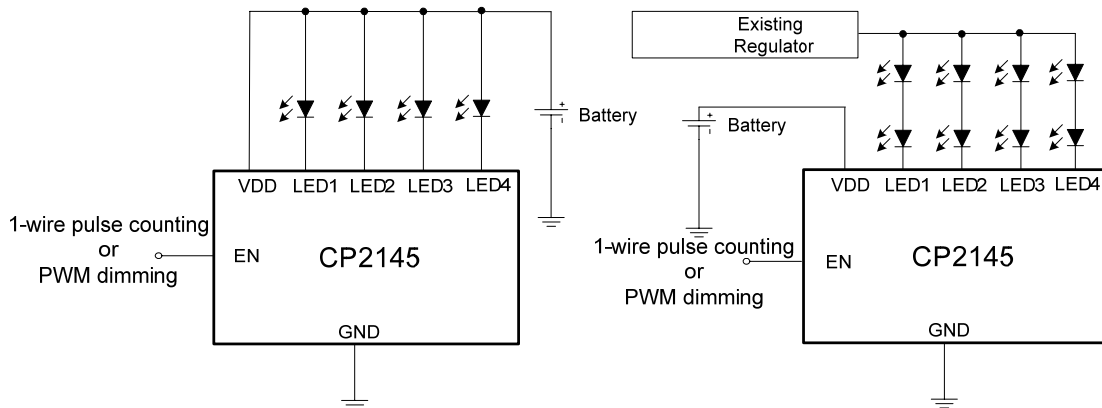 Battery
VDD LED1 LED2 LED3 LED4
1-wire pulse counting
or
PWM dimming
EN
CP2145
GND
+
-
Existing
Regulator
Battery
VDD LED1 LED2 LED3 LED4
1-wire pulse counting
or
PWM dimming
EN
CP2145
GND
+
-